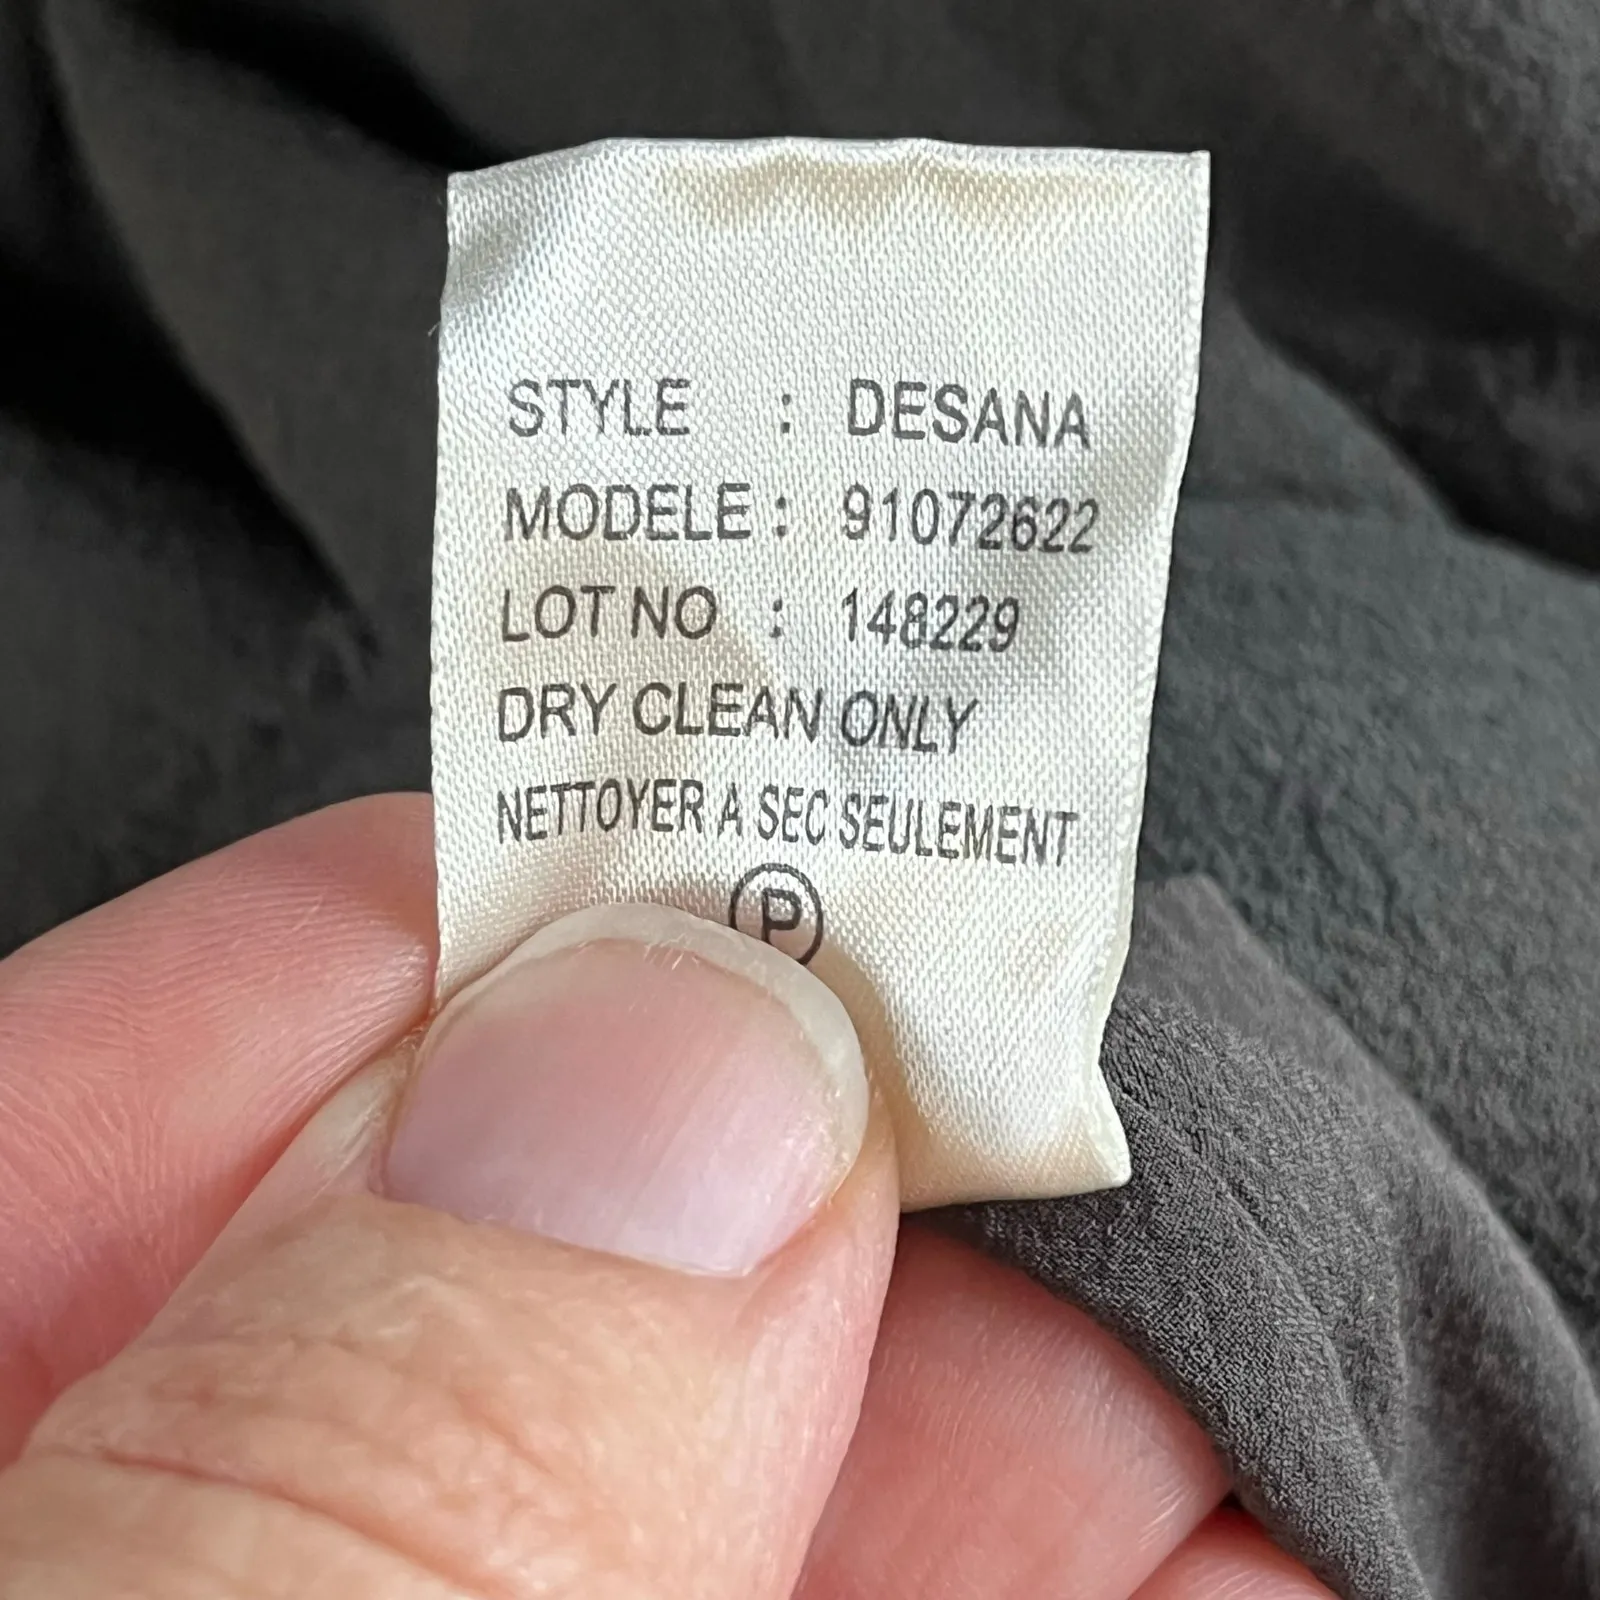 STYLE : DESANA
MODELE : 91072622
LOT NO : 148229
DRY CLEAN ONLY
NETTOYER A SEC SEULEMENT
P